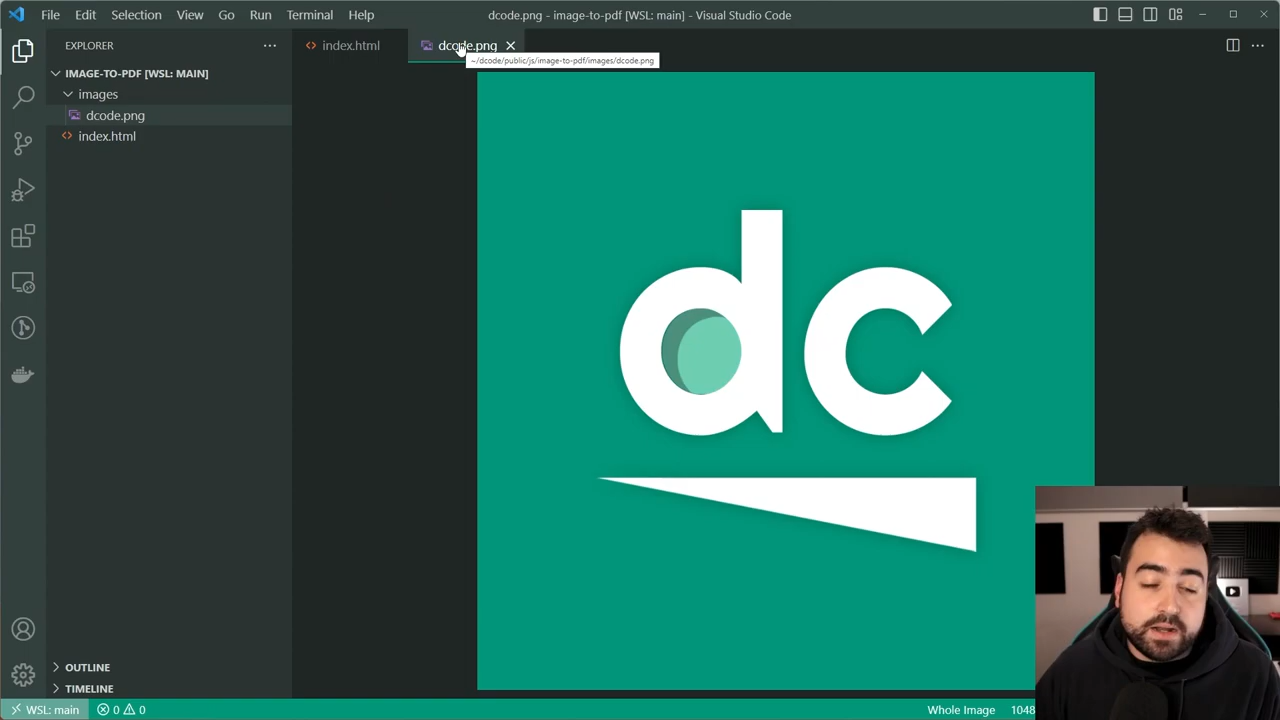 File Edit Selection View Go Run Terminal Help
dcode.png - image-to-pdf [WSL: main] - Visual Studio Code
EXPLORER
index.html
dcode.png
~/dcode/public/js/image-to-pdf/images/dcode.png
IMAGE-TO-PDF [WSL: MAIN]
images
dcode.png
index.html
dc
OUTLINE
TIMELINE
WSL: main
0 0
Whole Image
1048